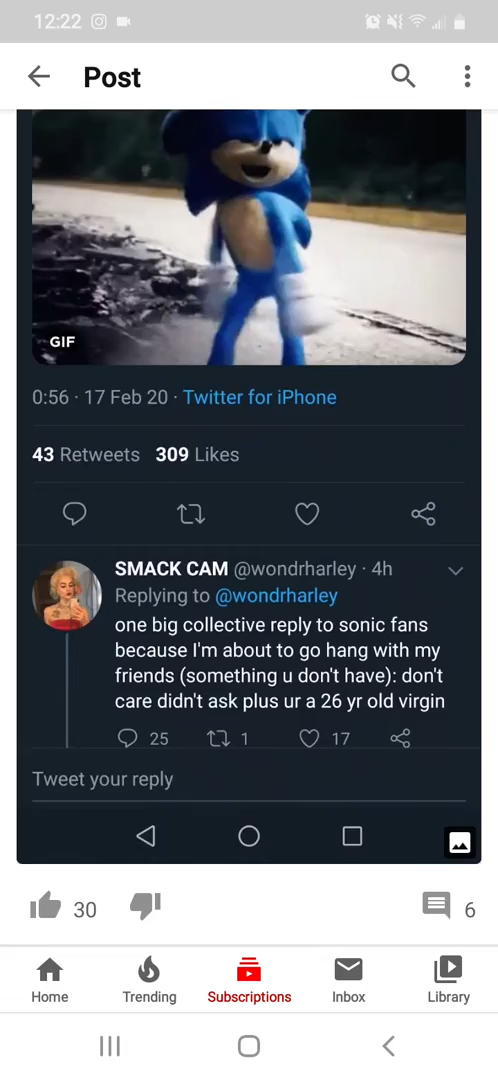 12:22
Post
GIF
0:56 · 17 Feb 20 · Twitter for iPhone
43 Retweets 309 Likes
SMACK CAM @wondrharley · 4h
Replying to @wondrharley
one big collective reply to sonic fans
because I'm about to go hang with my
friends (something u don't have): don't
care didn't ask plus ur a 26 yr old virgin
25 1 17
Tweet your reply
30 6
Home Trending Subscriptions Inbox Library